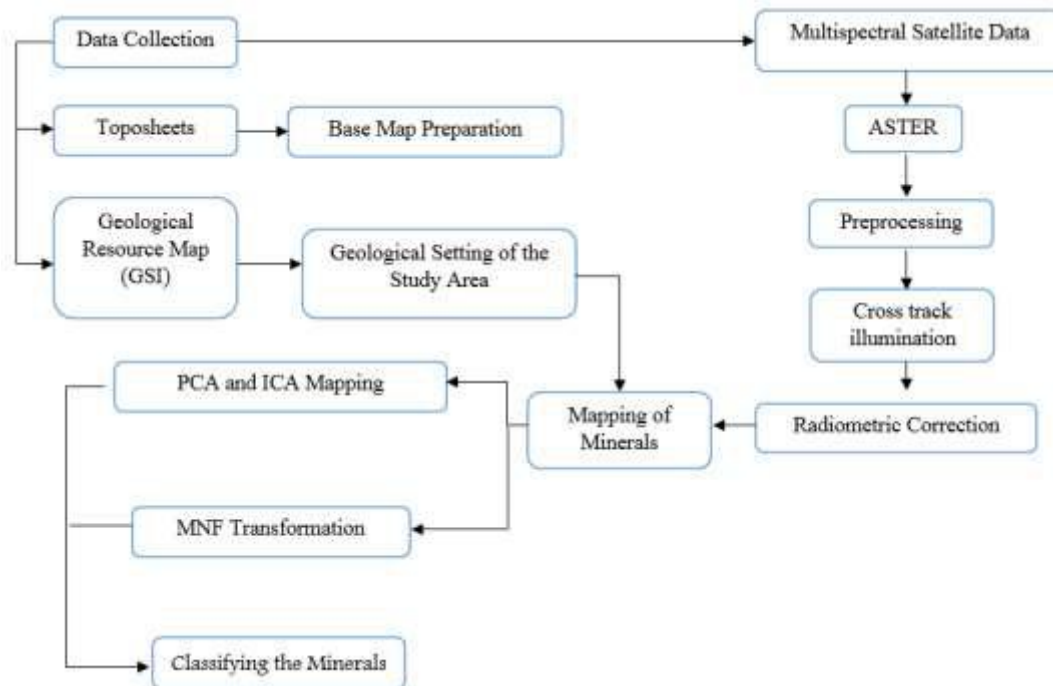 Data Collection
Multispectral Satellite Data
Toposheets
Base Map Preparation
ASTER
Geological
Resource Map
(GSI)
Geological Setting of the
Study Area
Preprocessing
Cross track
illumination
PCA and ICA Mapping
Mapping of
Minerals
Radiometric Correction
MNF Transformation
Classifying the Minerals